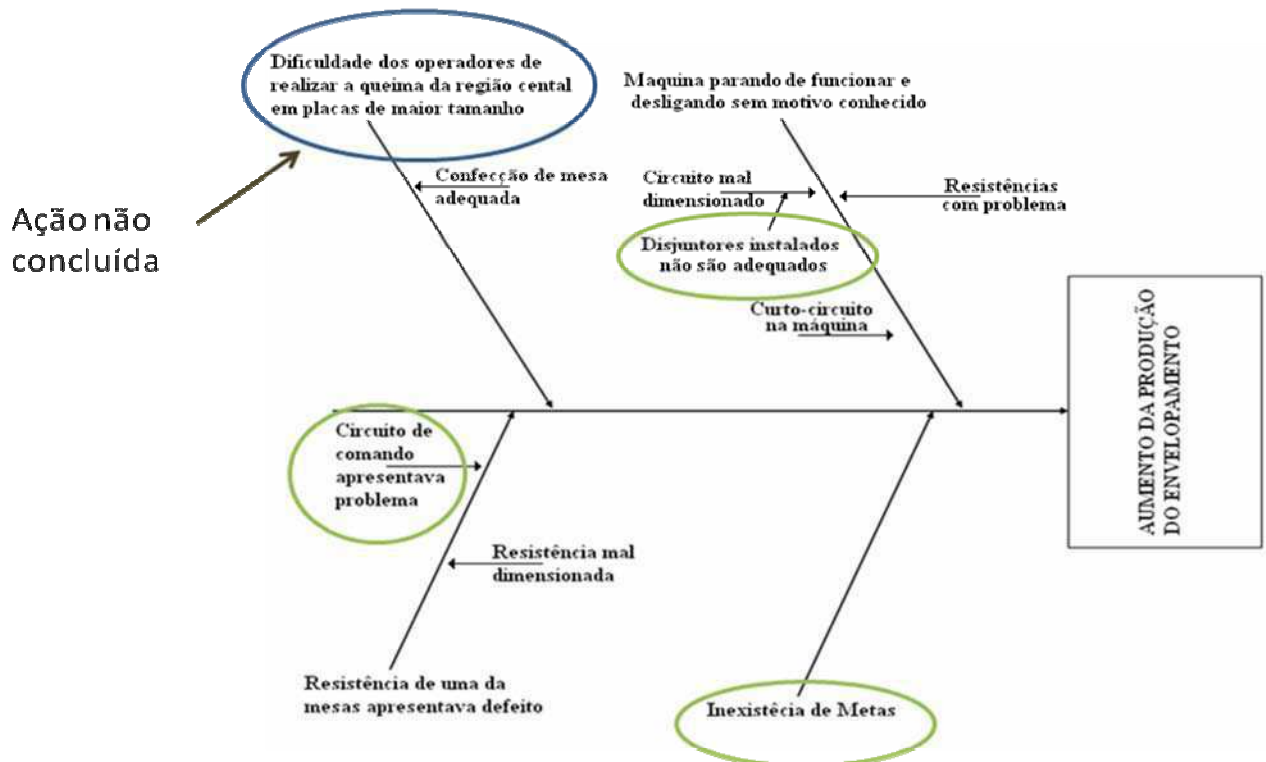 Dificuldade dos operadores de
realizar a queima da região cental
em placas de maior tamanho
Maquina parando de funcionar e
desligando sem motivo conhecido
Confecção de mesa
adequada
Circuito mal
dimensionado
Resistências
com problema
Ação não
concluída
Disjuntores instalados
não são adequados
Curto-circuito
na máquina
AUMENTO DA PRODUÇÃO
DO ENVELOPAMENTO
Circuito de
comando
apresentava
problema
Resistência mal
dimensionada
Resistência de uma da
mesas apresentava defeito
Inexistêcia de Metas